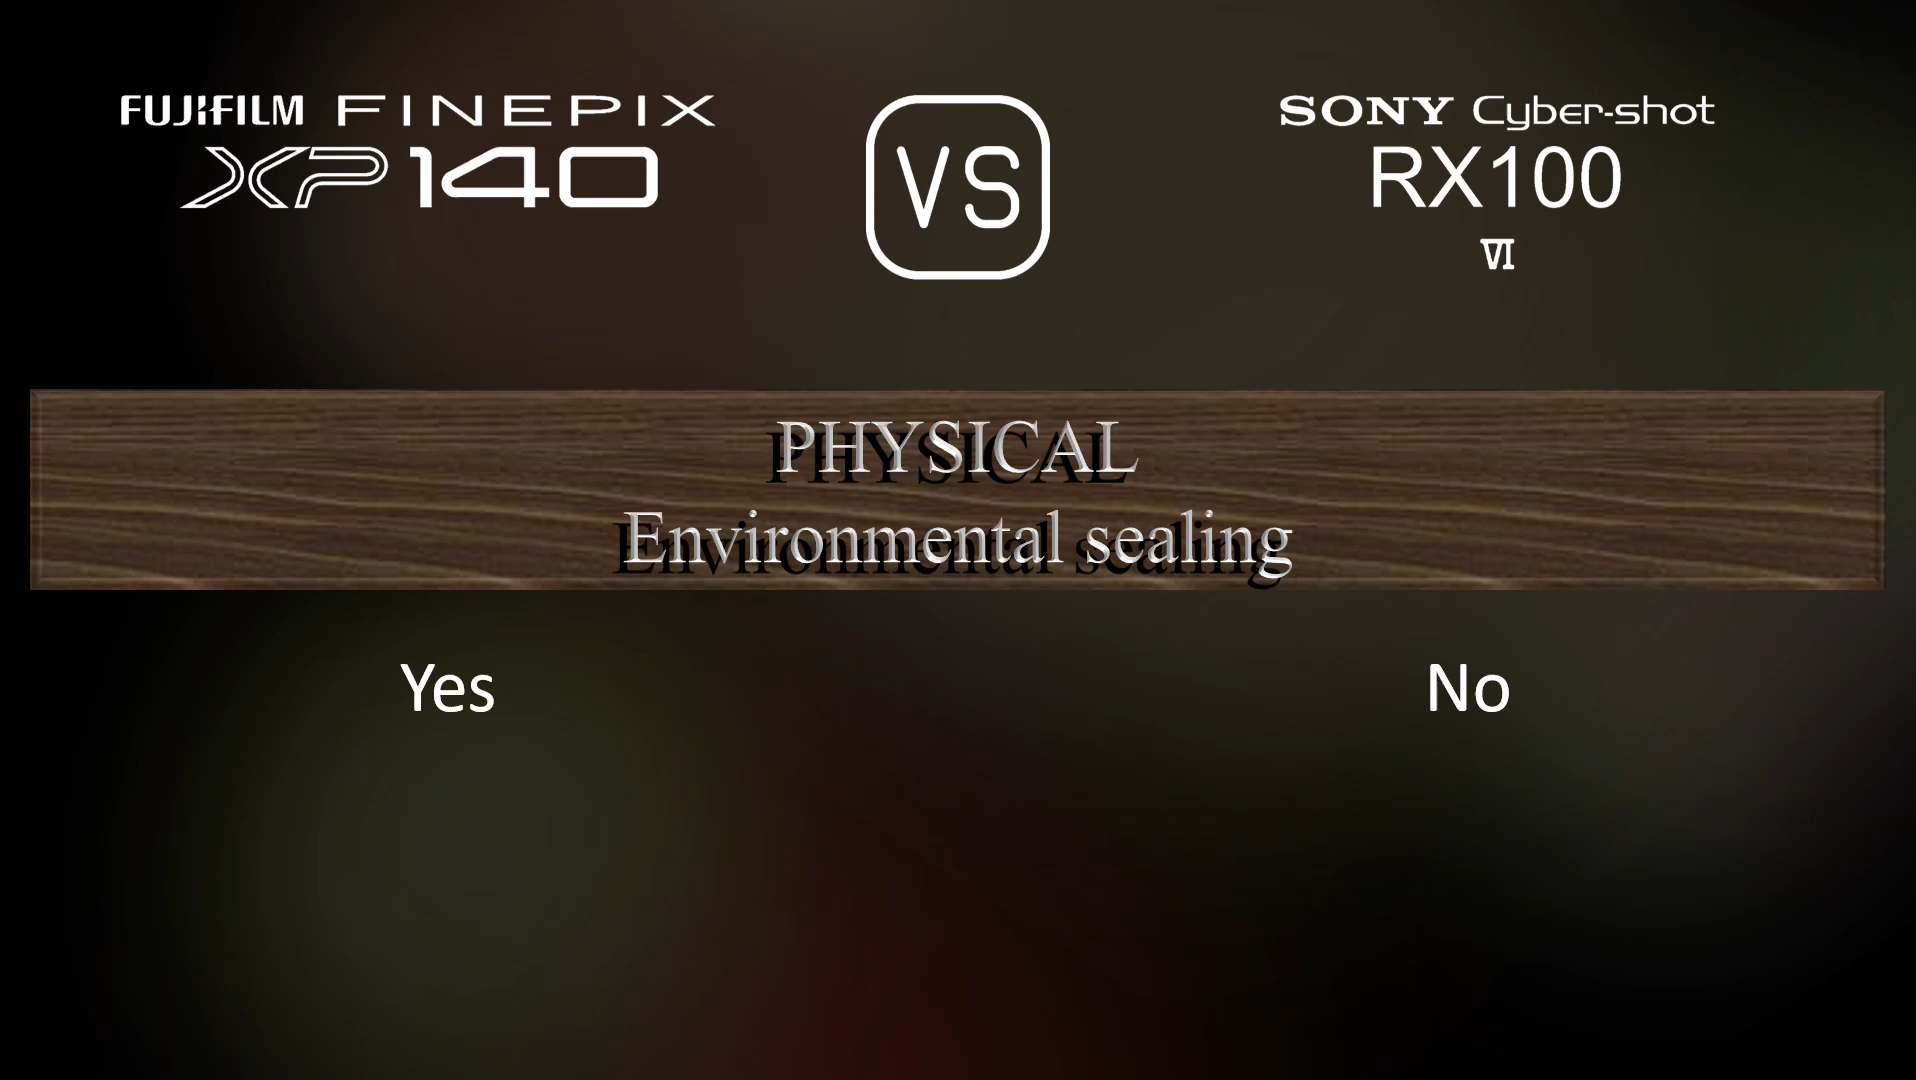 FUJIFILM FINEPIX
XP140
VS
SONY Cyber-shot
RX100
VI
PHYSICAL
Environmental sealing
Yes
No